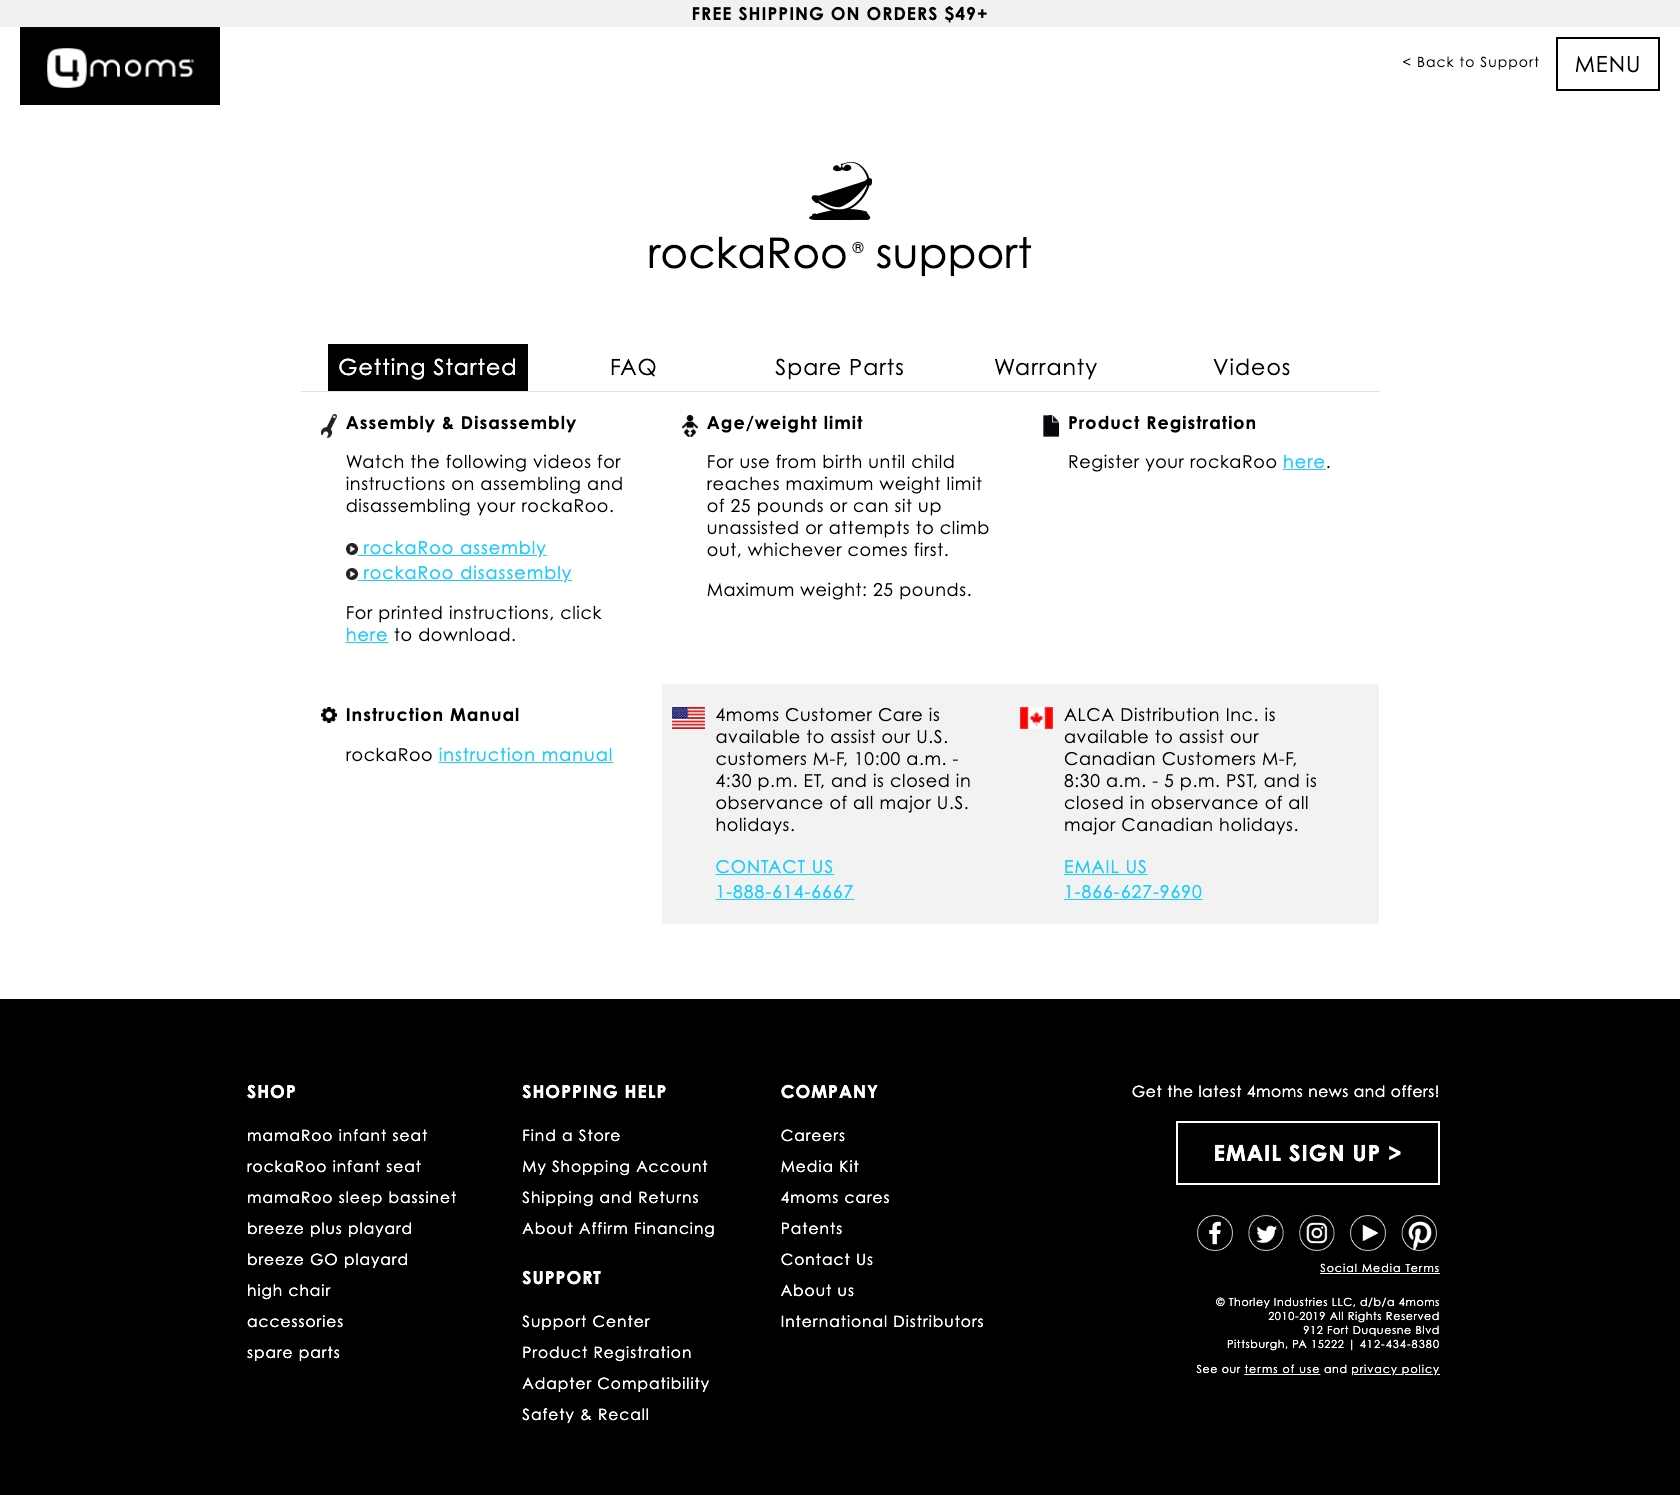 FREE SHIPPING ON ORDERS $49+
4moms
< Back to Support
MENU
rockaRoo® support
Getting Started
FAQ
Spare Parts
Warranty
Videos
Assembly & Disassembly
Watch the following videos for
instructions on assembling and
disassembling your rockaRoo.
rockaRoo assembly
rockaRoo disassembly
For printed instructions, click
here to download.
Age/weight limit
For use from birth until child
reaches maximum weight limit
of 25 pounds or can sit up
unassisted or attempts to climb
out, whichever comes first.
Maximum weight: 25 pounds.
Product Registration
Register your rockaRoo here.
Instruction Manual
rockaRoo instruction manual
4moms Customer Care is
available to assist our U.S.
customers M-F, 10:00 a.m. -
4:30 p.m. ET, and is closed in
observance of all major U.S.
holidays.
CONTACT US
1-888-614-6667
ALCA Distribution Inc. is
available to assist our
Canadian Customers M-F,
8:30 a.m. - 5 p.m. PST, and is
closed in observance of all
major Canadian holidays.
EMAIL US
1-866-627-9690
SHOP
mamaRoo infant seat
rockaRoo infant seat
mamaRoo sleep bassinet
breeze plus playard
breeze GO playard
high chair
accessories
spare parts
SHOPPING HELP
Find a Store
My Shopping Account
Shipping and Returns
About Affirm Financing
SUPPORT
Support Center
Product Registration
Adapter Compatibility
Safety & Recall
COMPANY
Careers
Media Kit
4moms cares
Patents
Contact Us
About us
International Distributors
Get the latest 4moms news and offers!
EMAIL SIGN UP >
Social Media Terms
© Thorley Industries LLC, d/b/a 4moms
2010-2019 All Rights Reserved
912 Fort Duquesne Blvd
Pittsburgh, PA 15222 | 412-434-8380
See our terms of use and privacy policy